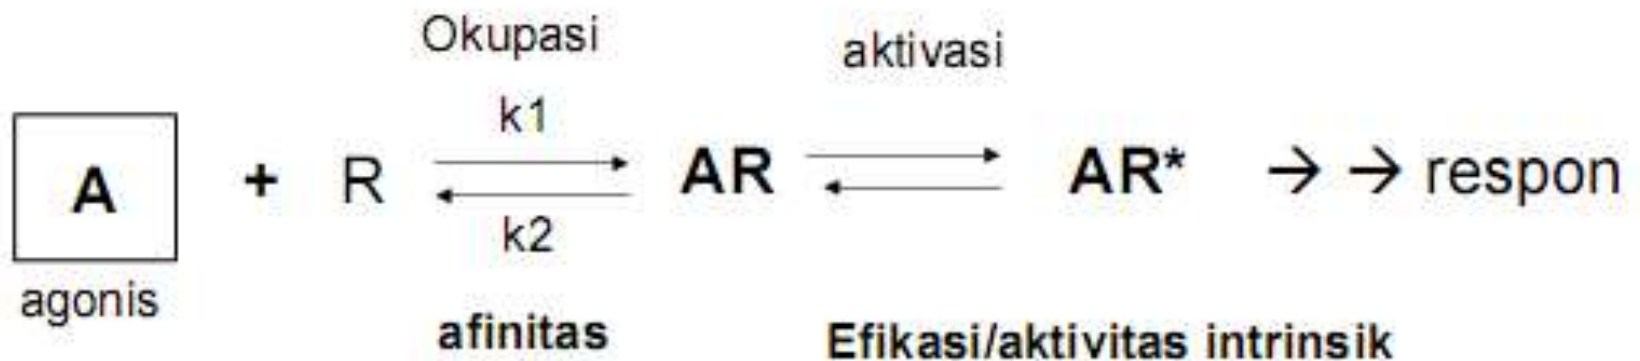 Okupasi
aktivasi
k1
A + R AR AR* → → respon
k2
agonis
afinitas
Efikasi/aktivitas intrinsik